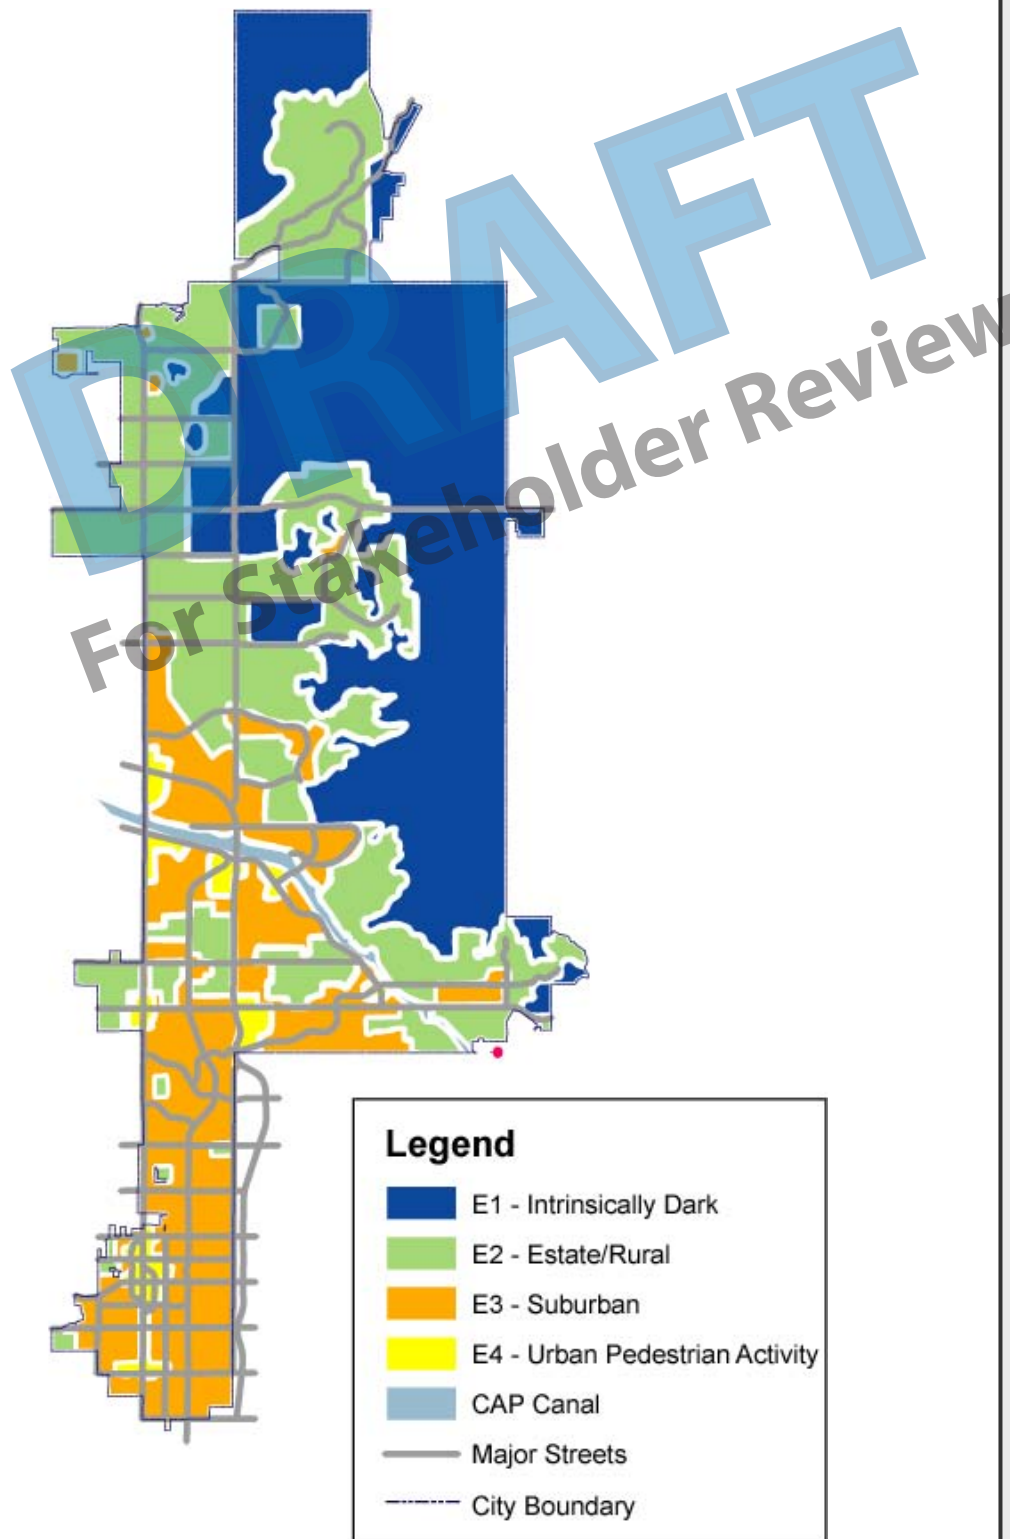 DRAFT
For Stakeholder Review
Legend
E1 - Intrinsically Dark
E2 - Estate/Rural
E3 - Suburban
E4 - Urban Pedestrian Activity
CAP Canal
Major Streets
City Boundary